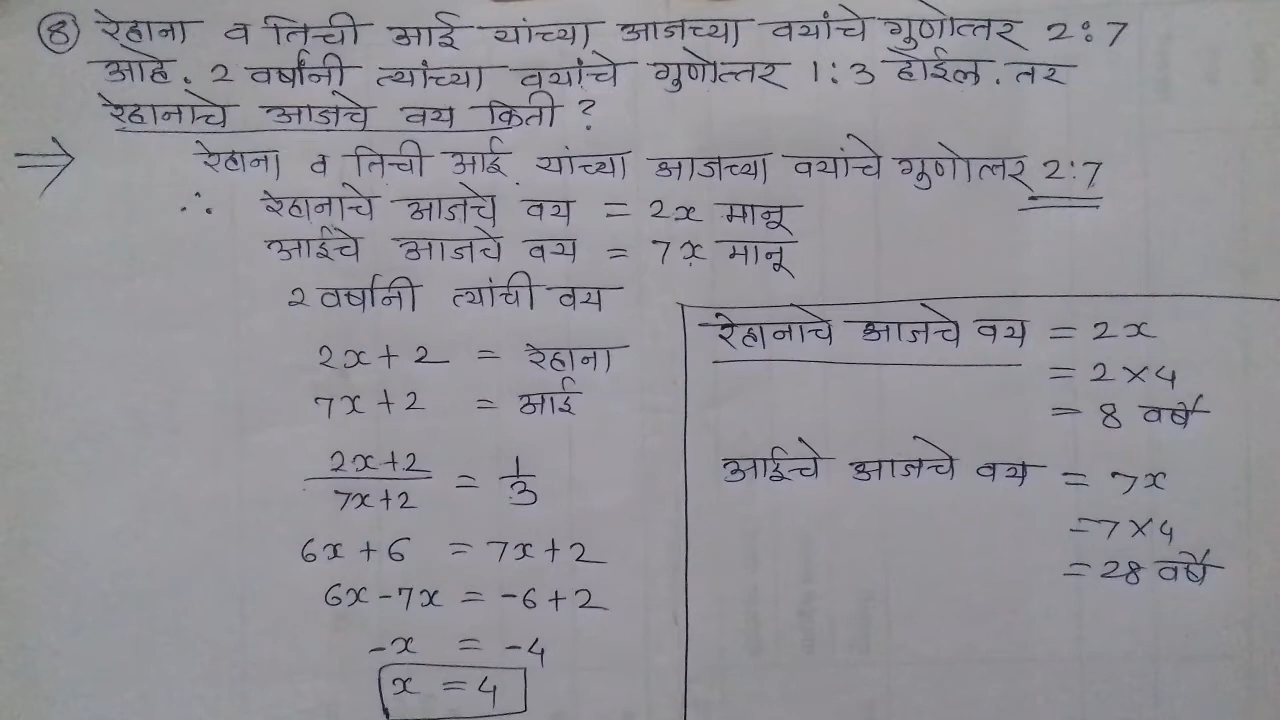 (8) रेहाना व तिची आई यांच्या आजच्या वयांचे गुणोत्तर 2:7
आहे. 2 वर्षांनी त्यांच्या वयांचे गुणोत्तर 1:3 होईल. तर
रेहानाचे आजचे वय किती ?
⇒ रेहाना व तिची आई यांच्या आजच्या वयांचे गुणोत्तर 2:7
∴ रेहानाचे आजचे वय = 2x मानू
आईचे आजचे वय = 7x मानू
2 वर्षांनी त्यांची वय
2x + 2 = रेहाना
7x + 2 = आई
2x+2 / 7x+2 = 1/3
6x + 6 = 7x + 2
6x - 7x = -6 + 2
-x = -4
x = 4
रेहानाचे आजचे वय = 2x
= 2 × 4
= 8 वर्षे
आईचे आजचे वय = 7x
= 7 × 4
= 28 वर्षे